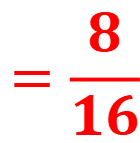 = 8/16